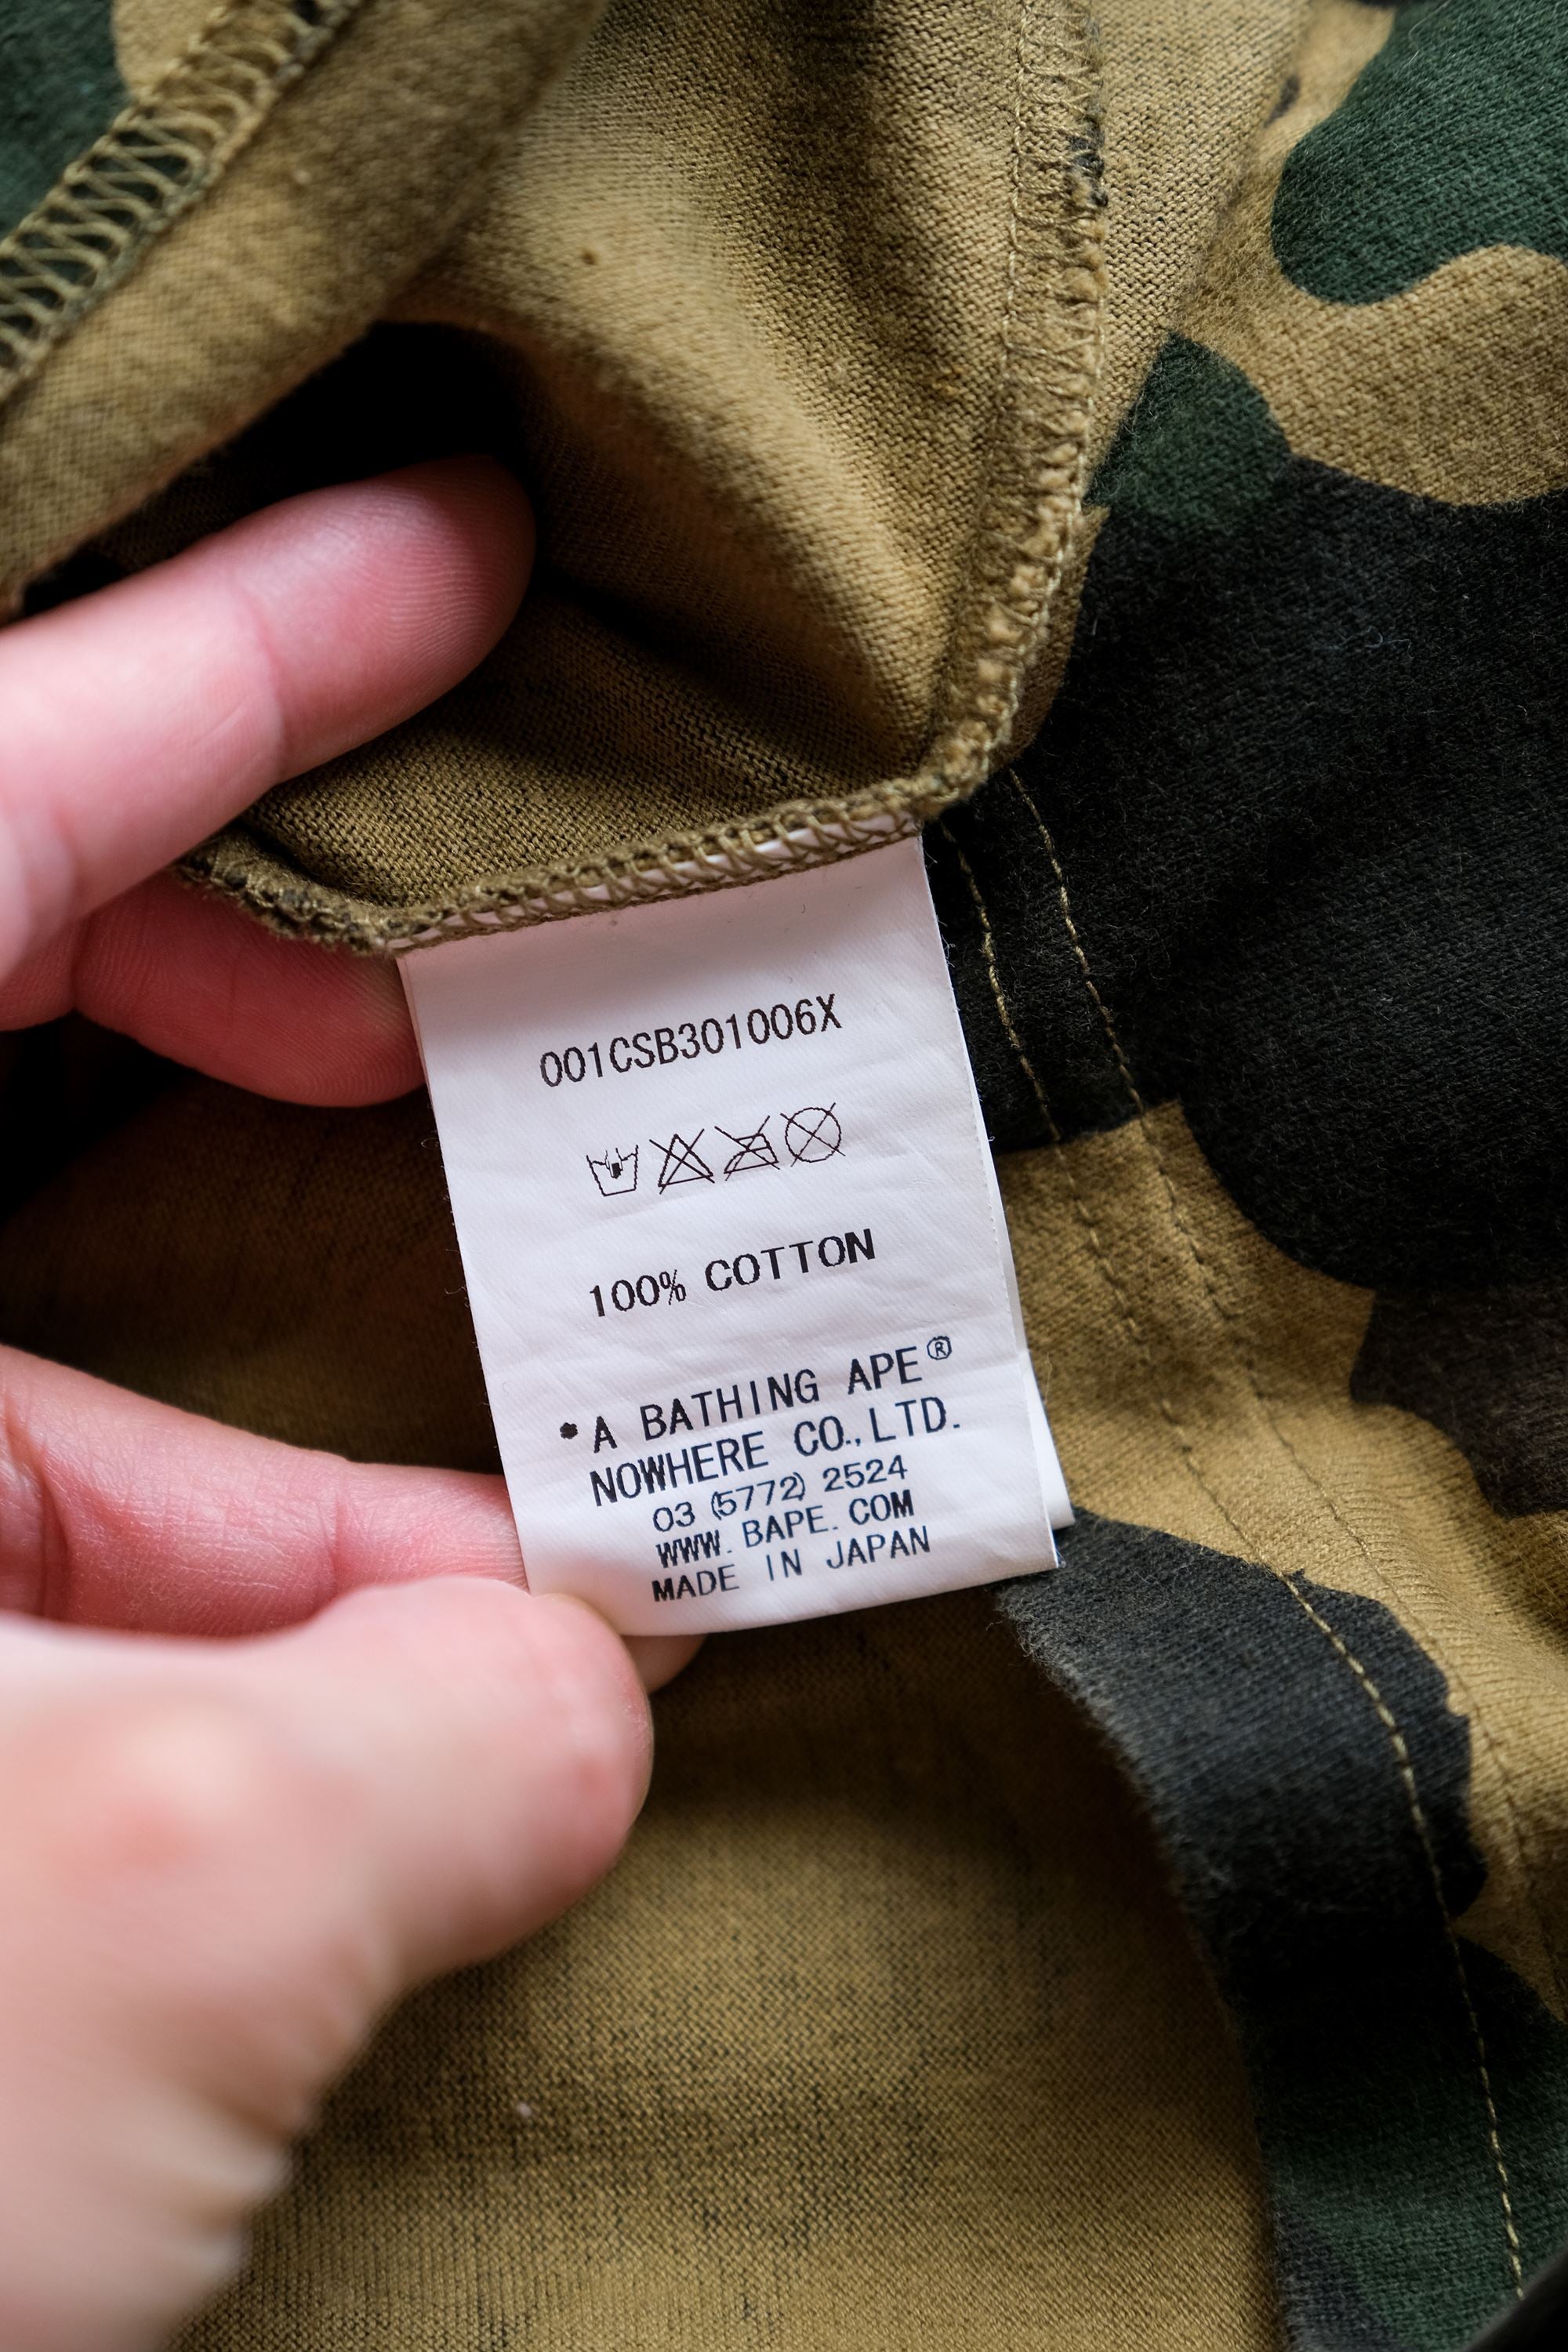 001CSB301006X
100% COTTON
*A BATHING APE®
NOWHERE CO., LTD.
03 (5772) 2524
WWW. BAPE. COM
MADE IN JAPAN